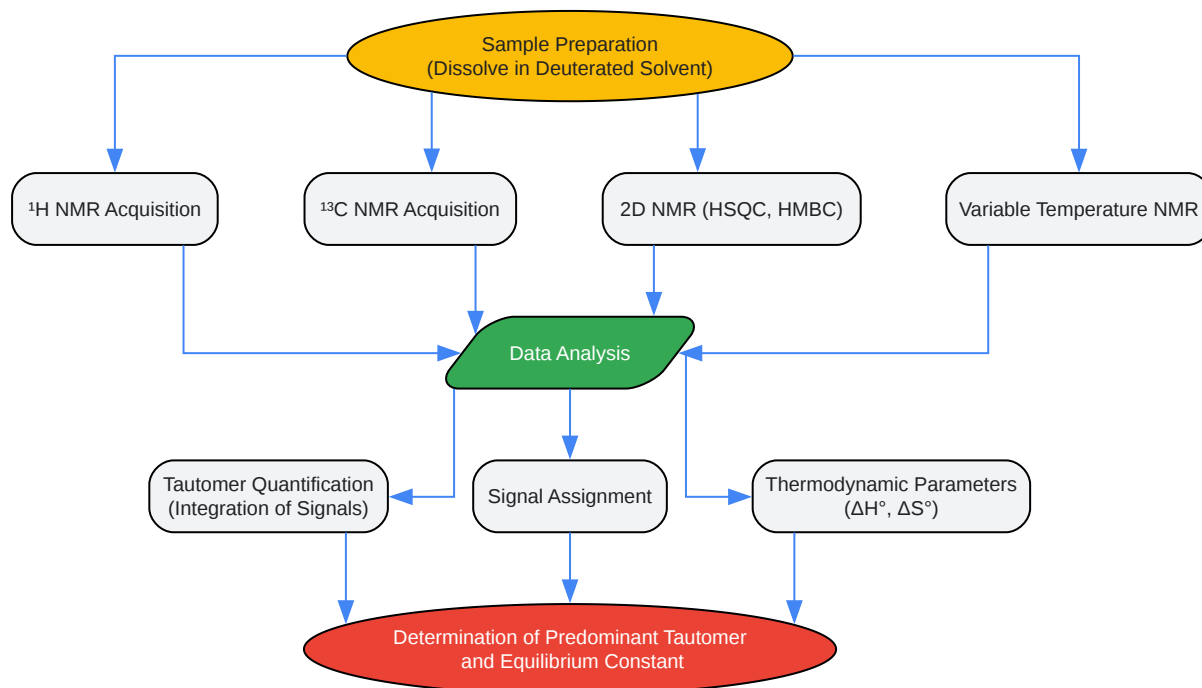 Sample Preparation
(Dissolve in Deuterated Solvent)
¹H NMR Acquisition
¹³C NMR Acquisition
2D NMR (HSQC, HMBC)
Variable Temperature NMR
Data Analysis
Tautomer Quantification
(Integration of Signals)
Signal Assignment
Thermodynamic Parameters
(ΔH°, ΔS°)
Determination of Predominant Tautomer
and Equilibrium Constant